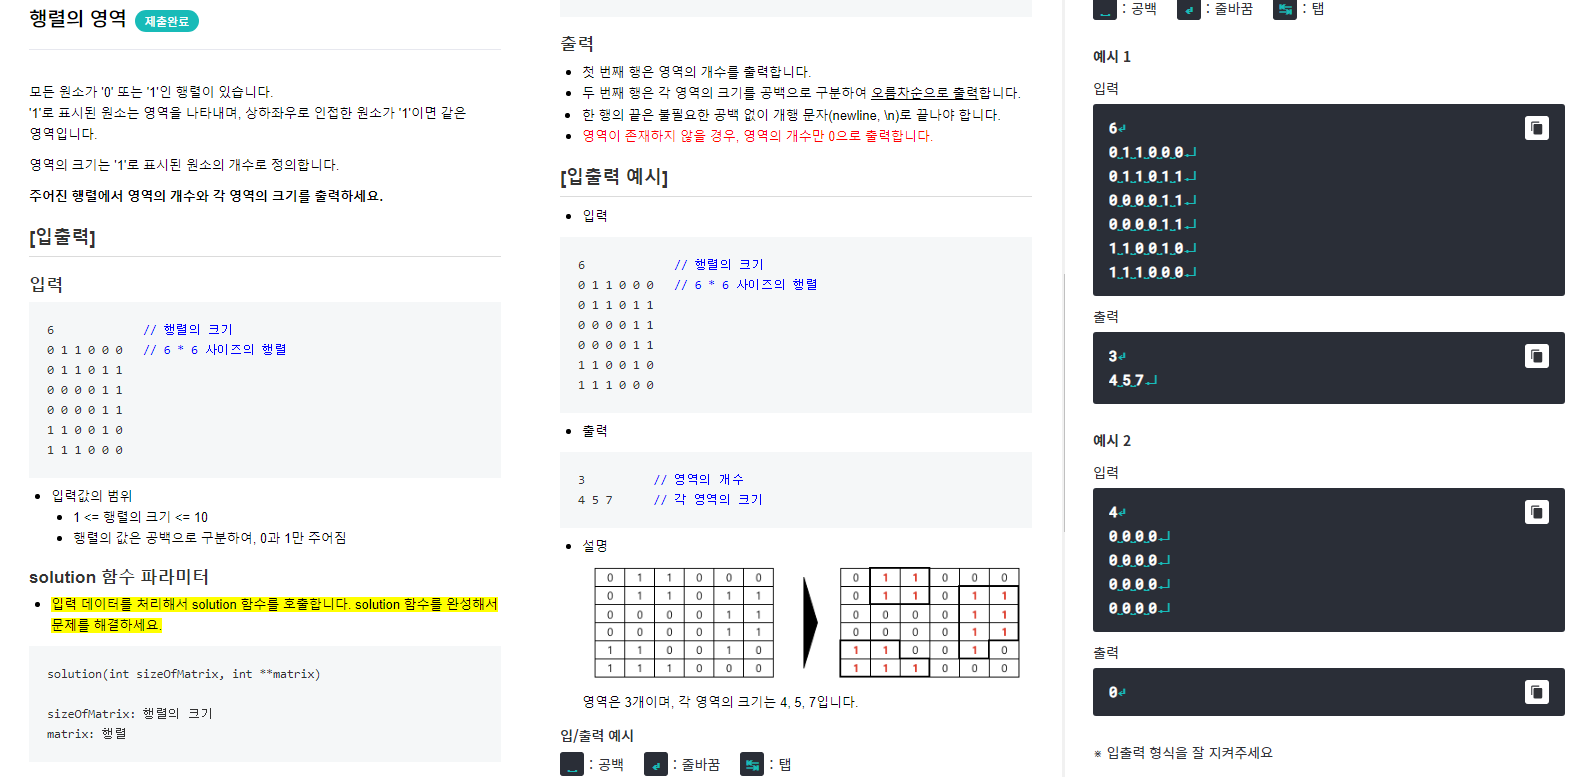 행렬의 영역 제출완료
모든 원소가 '0' 또는 '1'인 행렬이 있습니다.
'1'로 표시된 원소는 영역을 나타내며, 상하좌우로 인접한 원소가 '1'이면 같은
영역입니다.
영역의 크기는 '1'로 표시된 원소의 개수로 정의합니다.
주어진 행렬에서 영역의 개수와 각 영역의 크기를 출력하세요.
[입출력]
입력
6 // 행렬의 크기
0 1 1 0 0 0 // 6 * 6 사이즈의 행렬
0 1 1 0 1 1
0 0 0 0 1 1
0 0 0 0 1 1
1 1 0 0 1 0
1 1 1 0 0 0
• 입력값의 범위
• 1 <= 행렬의 크기 <= 10
• 행렬의 값은 공백으로 구분하여, 0과 1만 주어짐
solution 함수 파라미터
• 입력 데이터를 처리해서 solution 함수를 호출합니다. solution 함수를 완성해서
문제를 해결하세요.
solution(int sizeOfMatrix, int **matrix)
sizeOfMatrix: 행렬의 크기
matrix: 행렬
출력
• 첫 번째 행은 영역의 개수를 출력합니다.
• 두 번째 행은 각 영역의 크기를 공백으로 구분하여 오름차순으로 출력합니다.
• 한 행의 끝은 불필요한 공백 없이 개행 문자(newline, \n)로 끝나야 합니다.
• 영역이 존재하지 않을 경우, 영역의 개수만 0으로 출력합니다.
[입출력 예시]
• 입력
6 // 행렬의 크기
0 1 1 0 0 0 // 6 * 6 사이즈의 행렬
0 1 1 0 1 1
0 0 0 0 1 1
0 0 0 0 1 1
1 1 0 0 1 0
1 1 1 0 0 0
• 출력
3 // 영역의 개수
4 5 7 // 각 영역의 크기
• 설명
0 1 1 0 0 0
0 1 1 0 1 1
0 0 0 0 1 1
0 0 0 0 1 1
1 1 0 0 1 0
1 1 1 0 0 0
0 1 1 0 0 0
0 1 1 0 1 1
0 0 0 0 1 1
0 0 0 0 1 1
1 1 0 0 1 0
1 1 1 0 0 0
영역은 3개이며, 각 영역의 크기는 4, 5, 7입니다.
입/출력 예시
␣ : 공백 ↵ : 줄바꿈 ↹ : 탭
␣ : 공백 ↵ : 줄바꿈 ↹ : 탭
예시 1
입력
6↵
0␣1␣1␣0␣0␣0↵
0␣1␣1␣0␣1␣1↵
0␣0␣0␣0␣1␣1↵
0␣0␣0␣0␣1␣1↵
1␣1␣0␣0␣1␣0↵
1␣1␣1␣0␣0␣0↵
출력
3↵
4␣5␣7↵
예시 2
입력
4↵
0␣0␣0␣0↵
0␣0␣0␣0↵
0␣0␣0␣0↵
0␣0␣0␣0↵
출력
0↵
※ 입출력 형식을 잘 지켜주세요